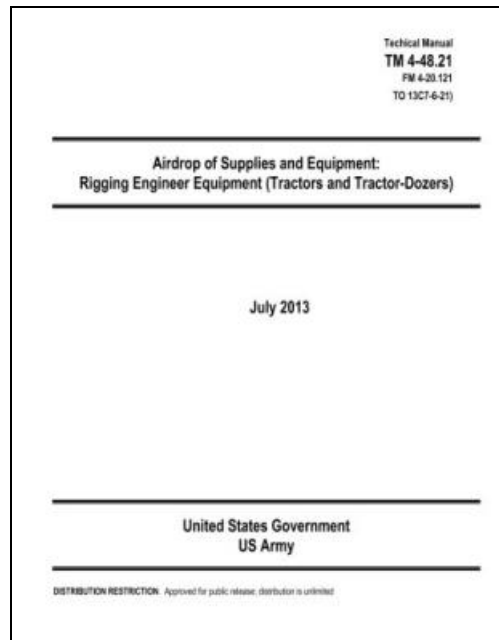 Techical Manual
TM 4-48.21
FM 4-20.121
TO 13C7-6-21)
Airdrop of Supplies and Equipment:
Rigging Engineer Equipment (Tractors and Tractor-Dozers)
July 2013
United States Government
US Army
DISTRIBUTION RESTRICTION. Approved for public release; distribution is unlimited